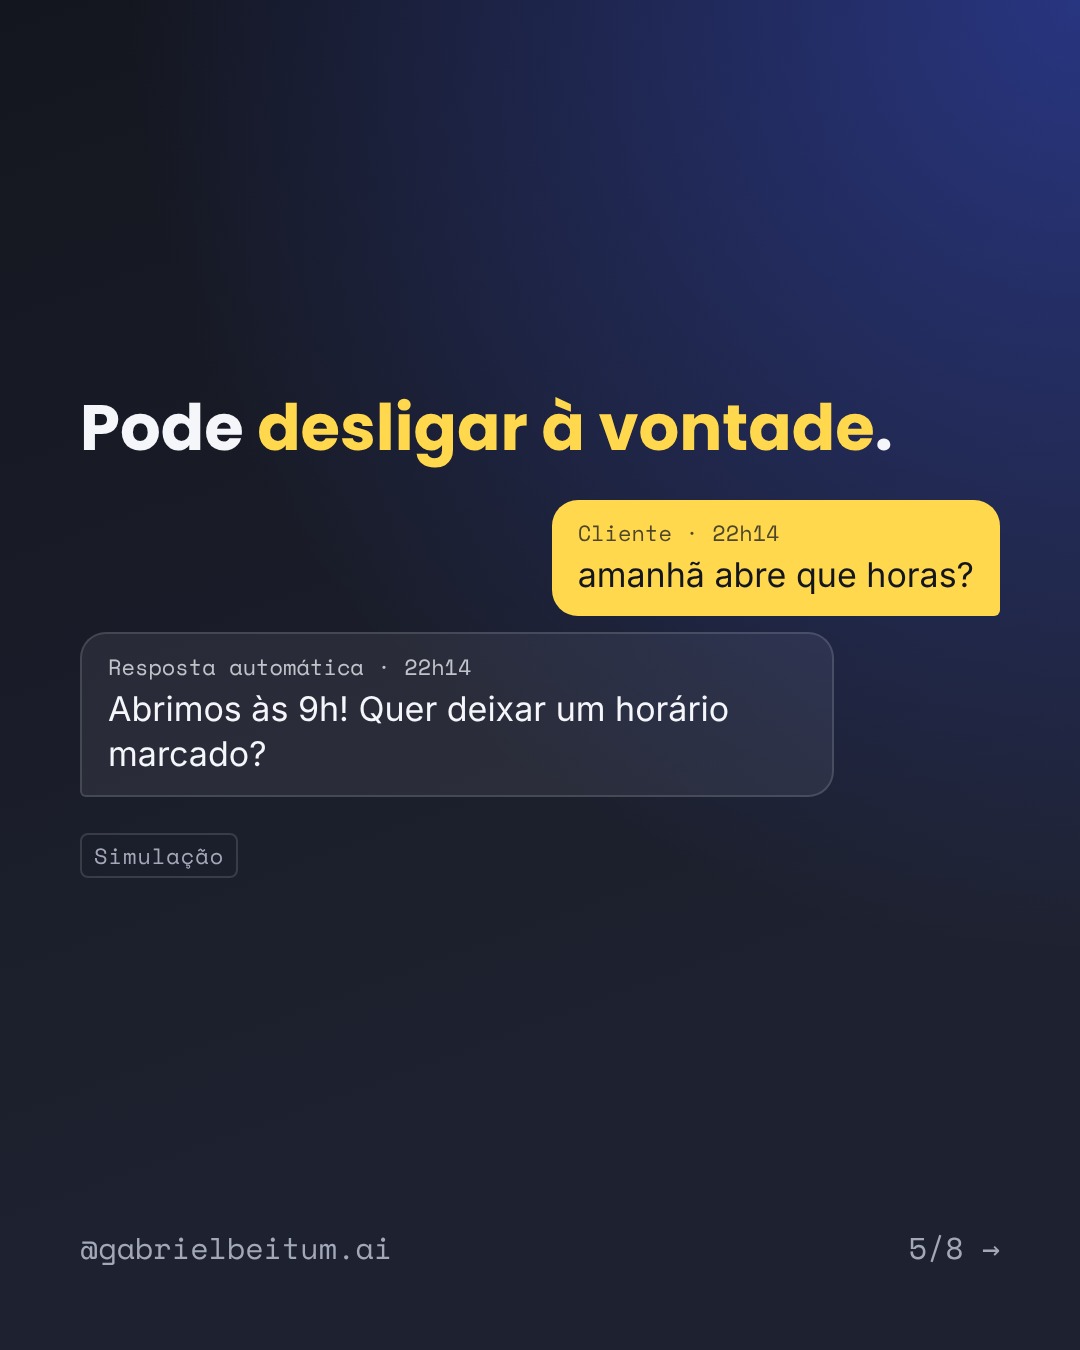 Pode desligar à vontade.
Cliente · 22h14
amanhã abre que horas?
Resposta automática · 22h14
Abrimos às 9h! Quer deixar um horário
marcado?
Simulação
@gabrielbeitum.ai
5/8 →